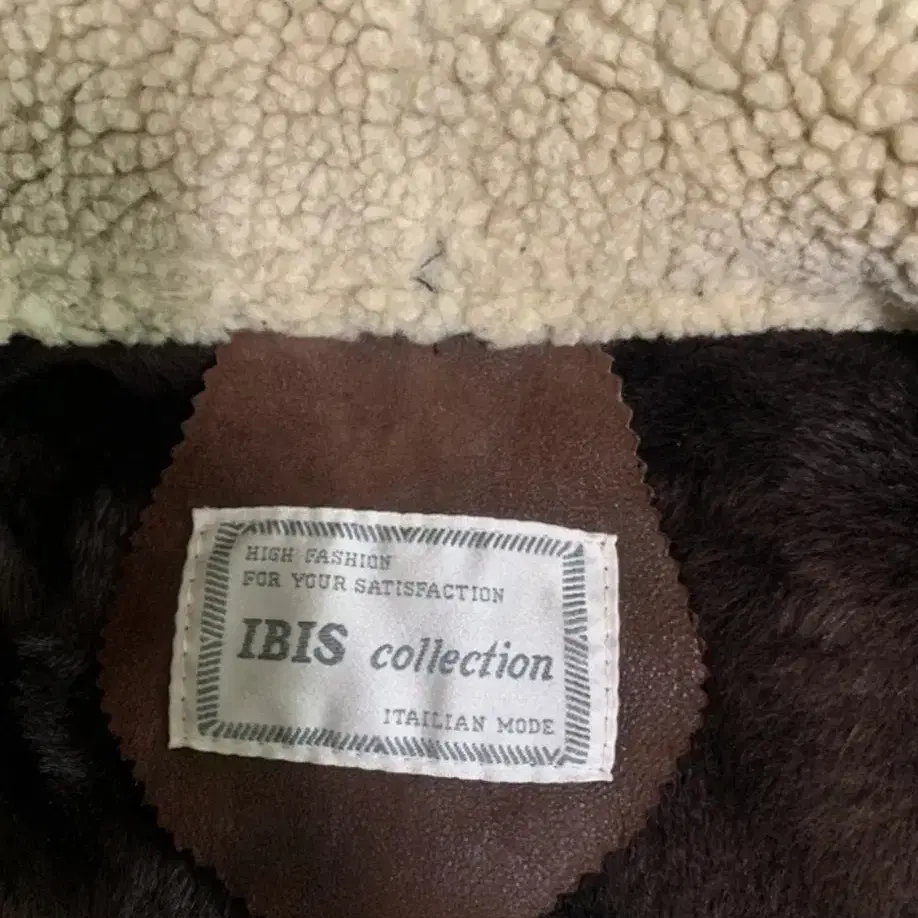 HIGH FASHION
FOR YOUR SATISFACTION
IBIS collection
ITAILIAN MODE